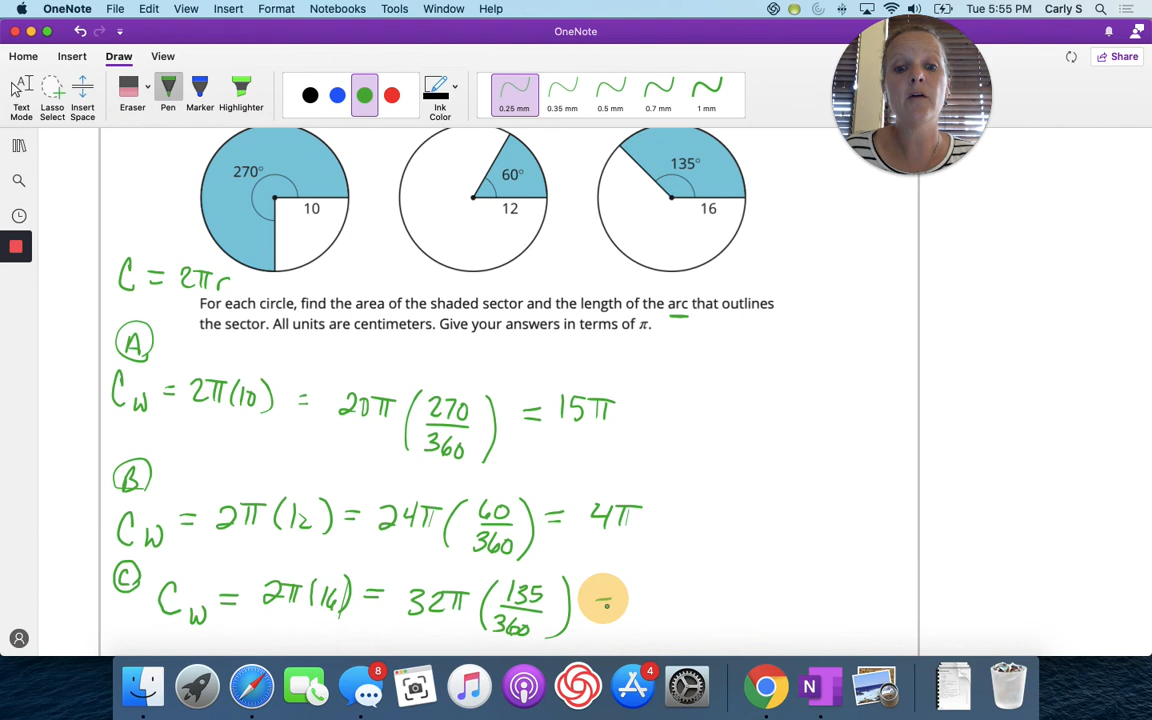 OneNote File Edit View Insert Format Notebooks Tools Window Help Tue 5:55 PM Carly S
OneNote
Home Insert Draw View Share
Text Mode Lasso Select Insert Space Eraser Pen Marker Highlighter Ink Color 0.25 mm 0.35 mm 0.5 mm 0.7 mm 1 mm
270° 60° 135°
10 12 16
C = 2πr
For each circle, find the area of the shaded sector and the length of the arc that outlines
the sector. All units are centimeters. Give your answers in terms of π.
A
C_W = 2π(10) = 20π (270/360) = 15π
B
C_W = 2π(12) = 24π (60/360) = 4π
C C_W = 2π(16) = 32π (135/360) =
8 4